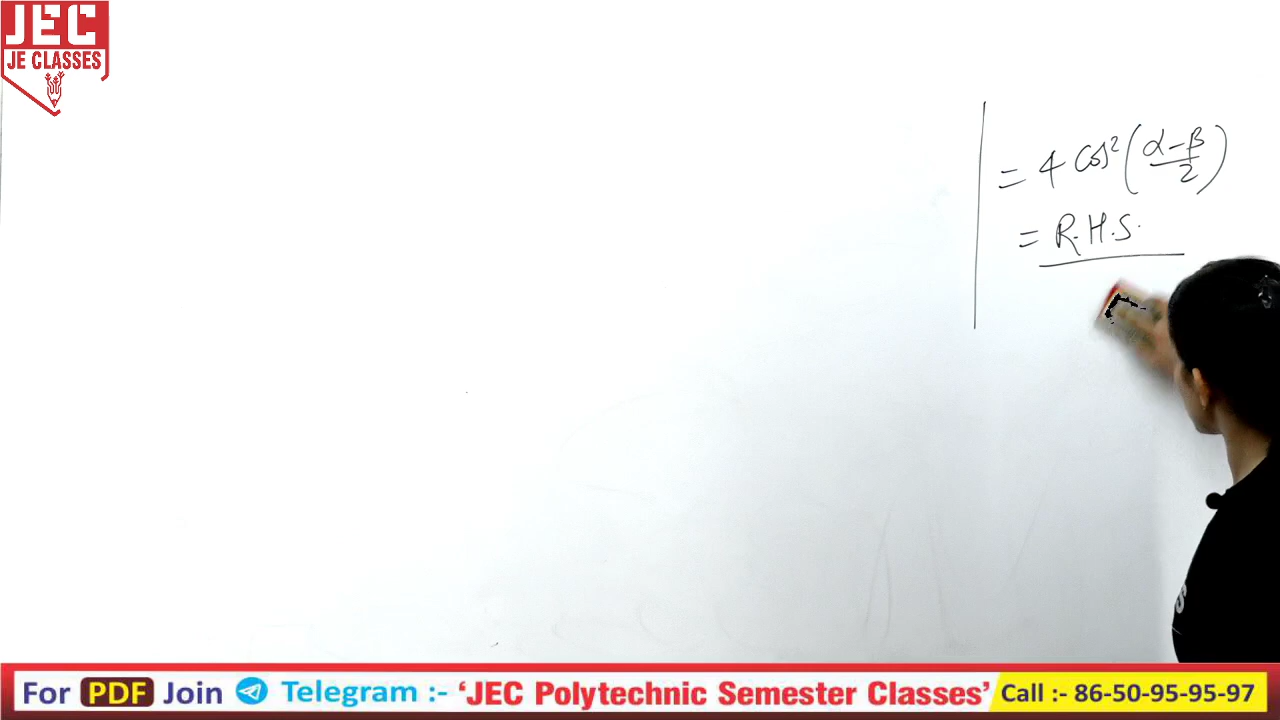 JEC
JE CLASSES
= 4 cos² (α-β/2)
= R.H.S.
S
For PDF Join Telegram :- ‘JEC Polytechnic Semester Classes’ Call :- 86-50-95-95-97